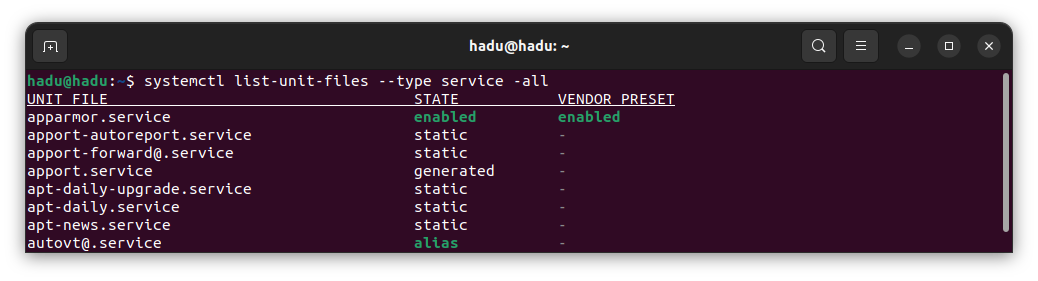 hadu@hadu: ~
hadu@hadu:~$ systemctl list-unit-files --type service -all
UNIT FILE STATE VENDOR PRESET
apparmor.service enabled enabled
apport-autoreport.service static -
apport-forward@.service static -
apport.service generated -
apt-daily-upgrade.service static -
apt-daily.service static -
apt-news.service static -
autovt@.service alias -